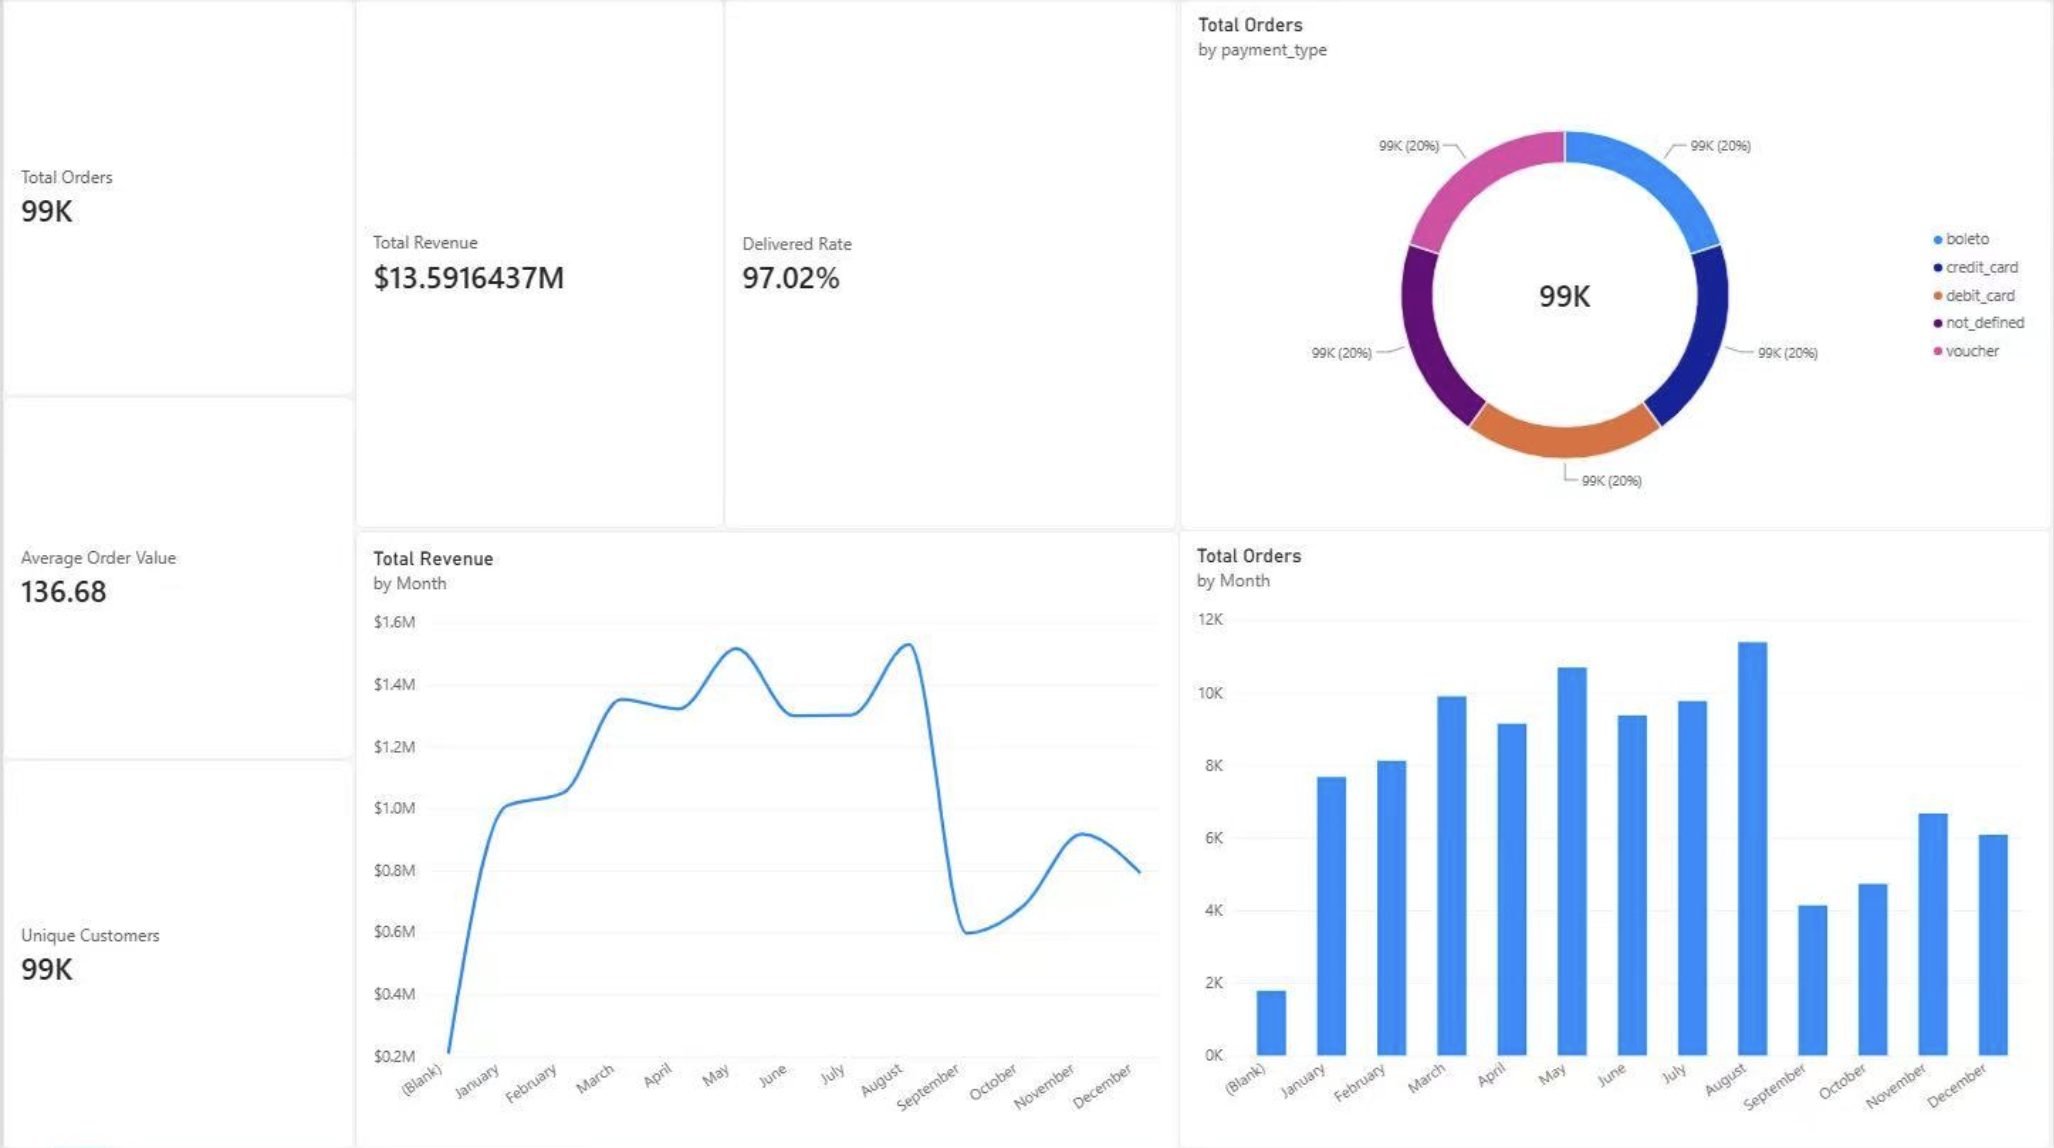 Total Orders
99K
Average Order Value
136.68
Unique Customers
99K
Total Revenue
$13.5916437M
Delivered Rate
97.02%
Total Orders
by payment_type
99K (20%)
99K (20%)
99K (20%)
99K (20%)
99K (20%)
99K
boleto
credit_card
debit_card
not_defined
voucher
Total Revenue
by Month
$1.6M
$1.4M
$1.2M
$1.0M
$0.8M
$0.6M
$0.4M
$0.2M
(Blank)
January
February
March
April
May
June
July
August
September
October
November
December
Total Orders
by Month
12K
10K
8K
6K
4K
2K
0K
(Blank)
January
February
March
April
May
June
July
August
September
October
November
December